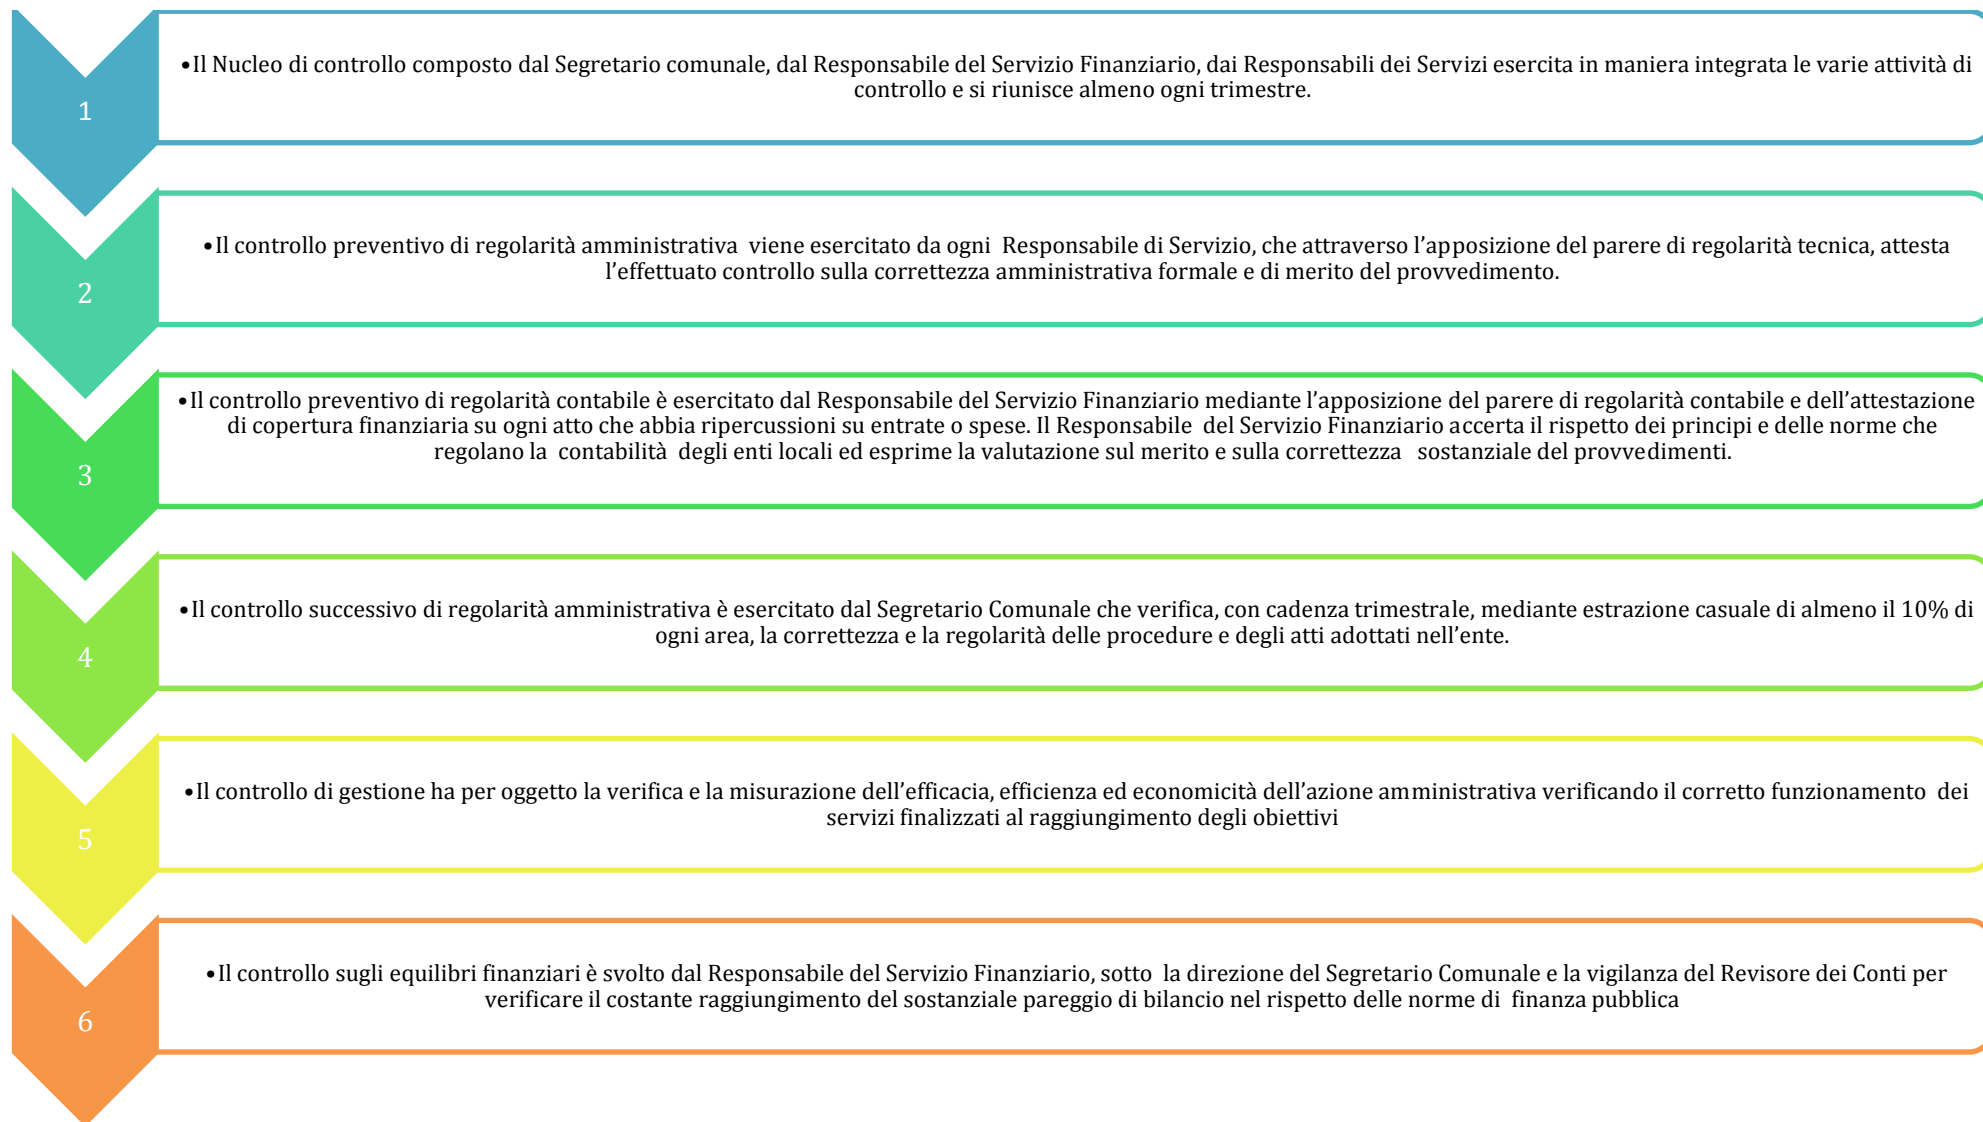 1
•Il Nucleo di controllo composto dal Segretario comunale, dal Responsabile del Servizio Finanziario, dai Responsabili dei Servizi esercita in maniera integrata le varie attività di
controllo e si riunisce almeno ogni trimestre.
2
•Il controllo preventivo di regolarità amministrativa viene esercitato da ogni Responsabile di Servizio, che attraverso l'apposizione del parere di regolarità tecnica, attesta
l'effettuato controllo sulla correttezza amministrativa formale e di merito del provvedimento.
3
•Il controllo preventivo di regolarità contabile è esercitato dal Responsabile del Servizio Finanziario mediante l'apposizione del parere di regolarità contabile e dell'attestazione
di copertura finanziaria su ogni atto che abbia ripercussioni su entrate o spese. Il Responsabile del Servizio Finanziario accerta il rispetto dei principi e delle norme che
regolano la contabilità degli enti locali ed esprime la valutazione sul merito e sulla correttezza sostanziale del provvedimenti.
4
•Il controllo successivo di regolarità amministrativa è esercitato dal Segretario Comunale che verifica, con cadenza trimestrale, mediante estrazione casuale di almeno il 10% di
ogni area, la correttezza e la regolarità delle procedure e degli atti adottati nell'ente.
5
•Il controllo di gestione ha per oggetto la verifica e la misurazione dell'efficacia, efficienza ed economicità dell'azione amministrativa verificando il corretto funzionamento dei
servizi finalizzati al raggiungimento degli obiettivi
6
•Il controllo sugli equilibri finanziari è svolto dal Responsabile del Servizio Finanziario, sotto la direzione del Segretario Comunale e la vigilanza del Revisore dei Conti per
verificare il costante raggiungimento del sostanziale pareggio di bilancio nel rispetto delle norme di finanza pubblica